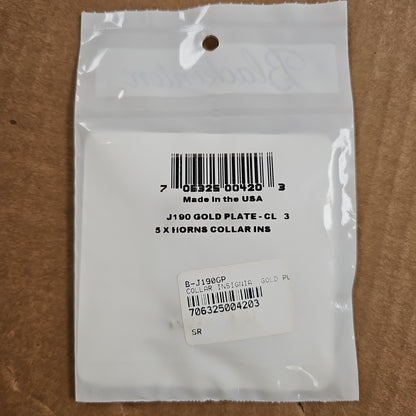 Blackinton
7 06325 00420 3
Made in the USA
J190 GOLD PLATE - CL 3
5 X HORNS COLLAR INS
B-J190GP
COLLAR INSIGNIA GOLD PL
706325004203
SR